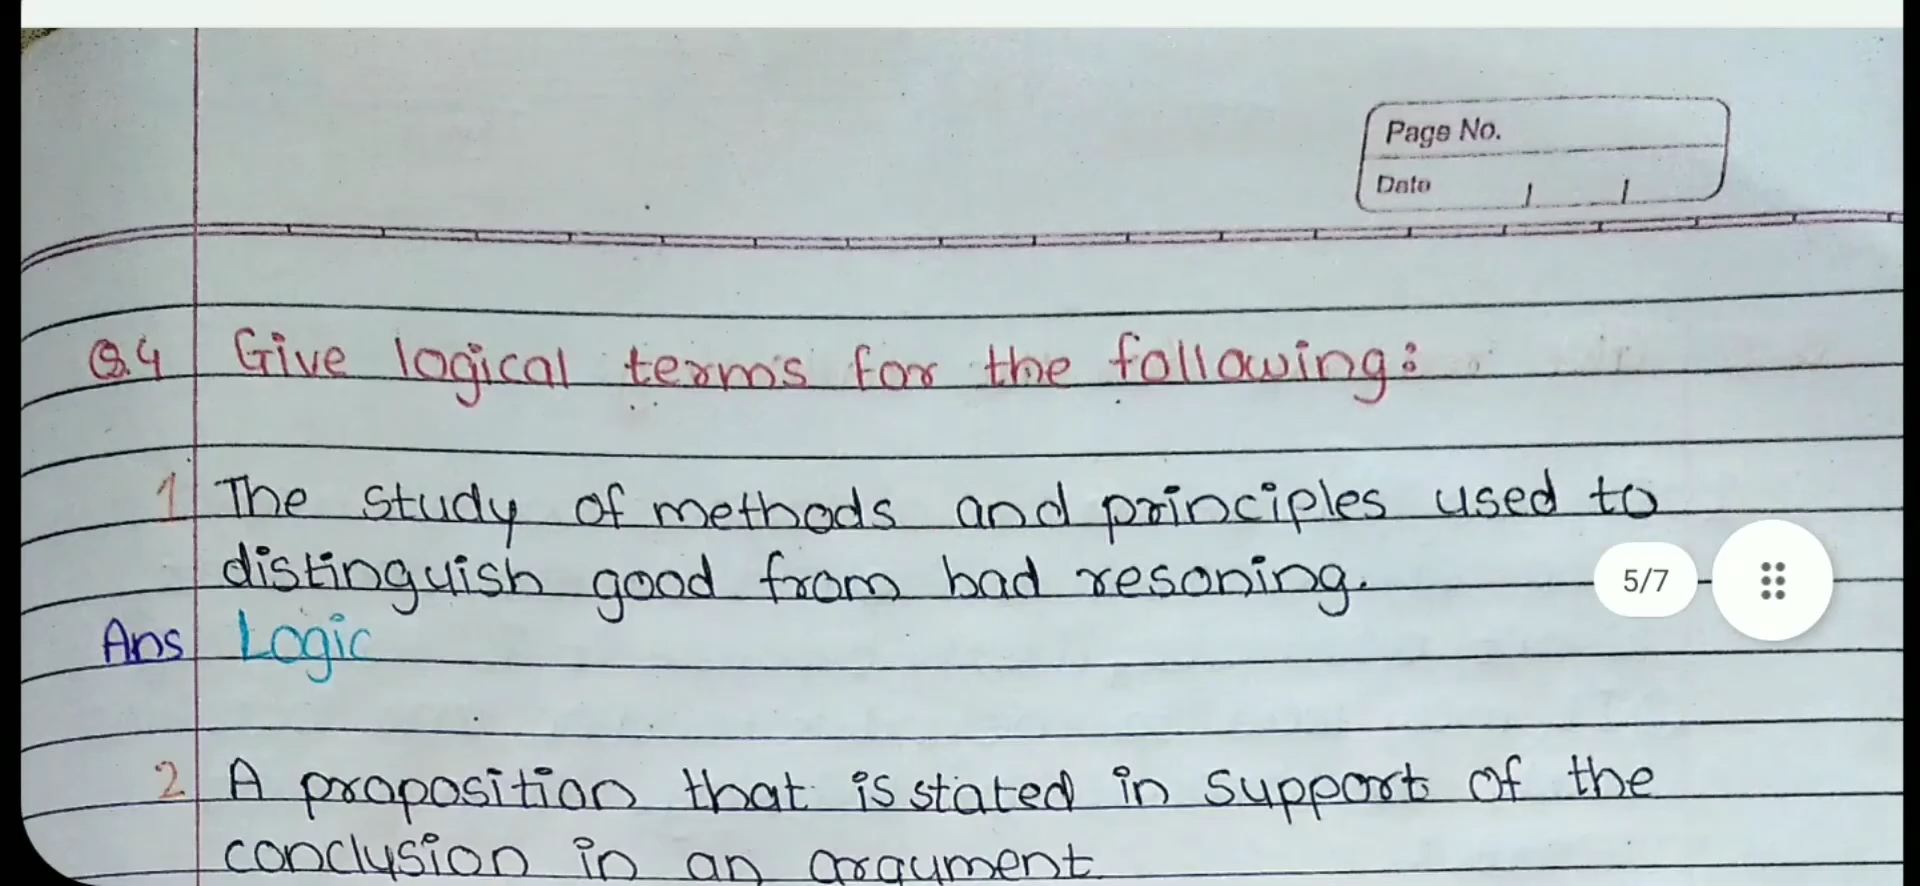 Page No.
Date / /
Q.4 Give logical terms for the following:
1 The study of methods and principles used to
distinguish good from bad resoning.
5/7
Ans Logic
2 A proposition that is stated in support of the
conclusion in an argument